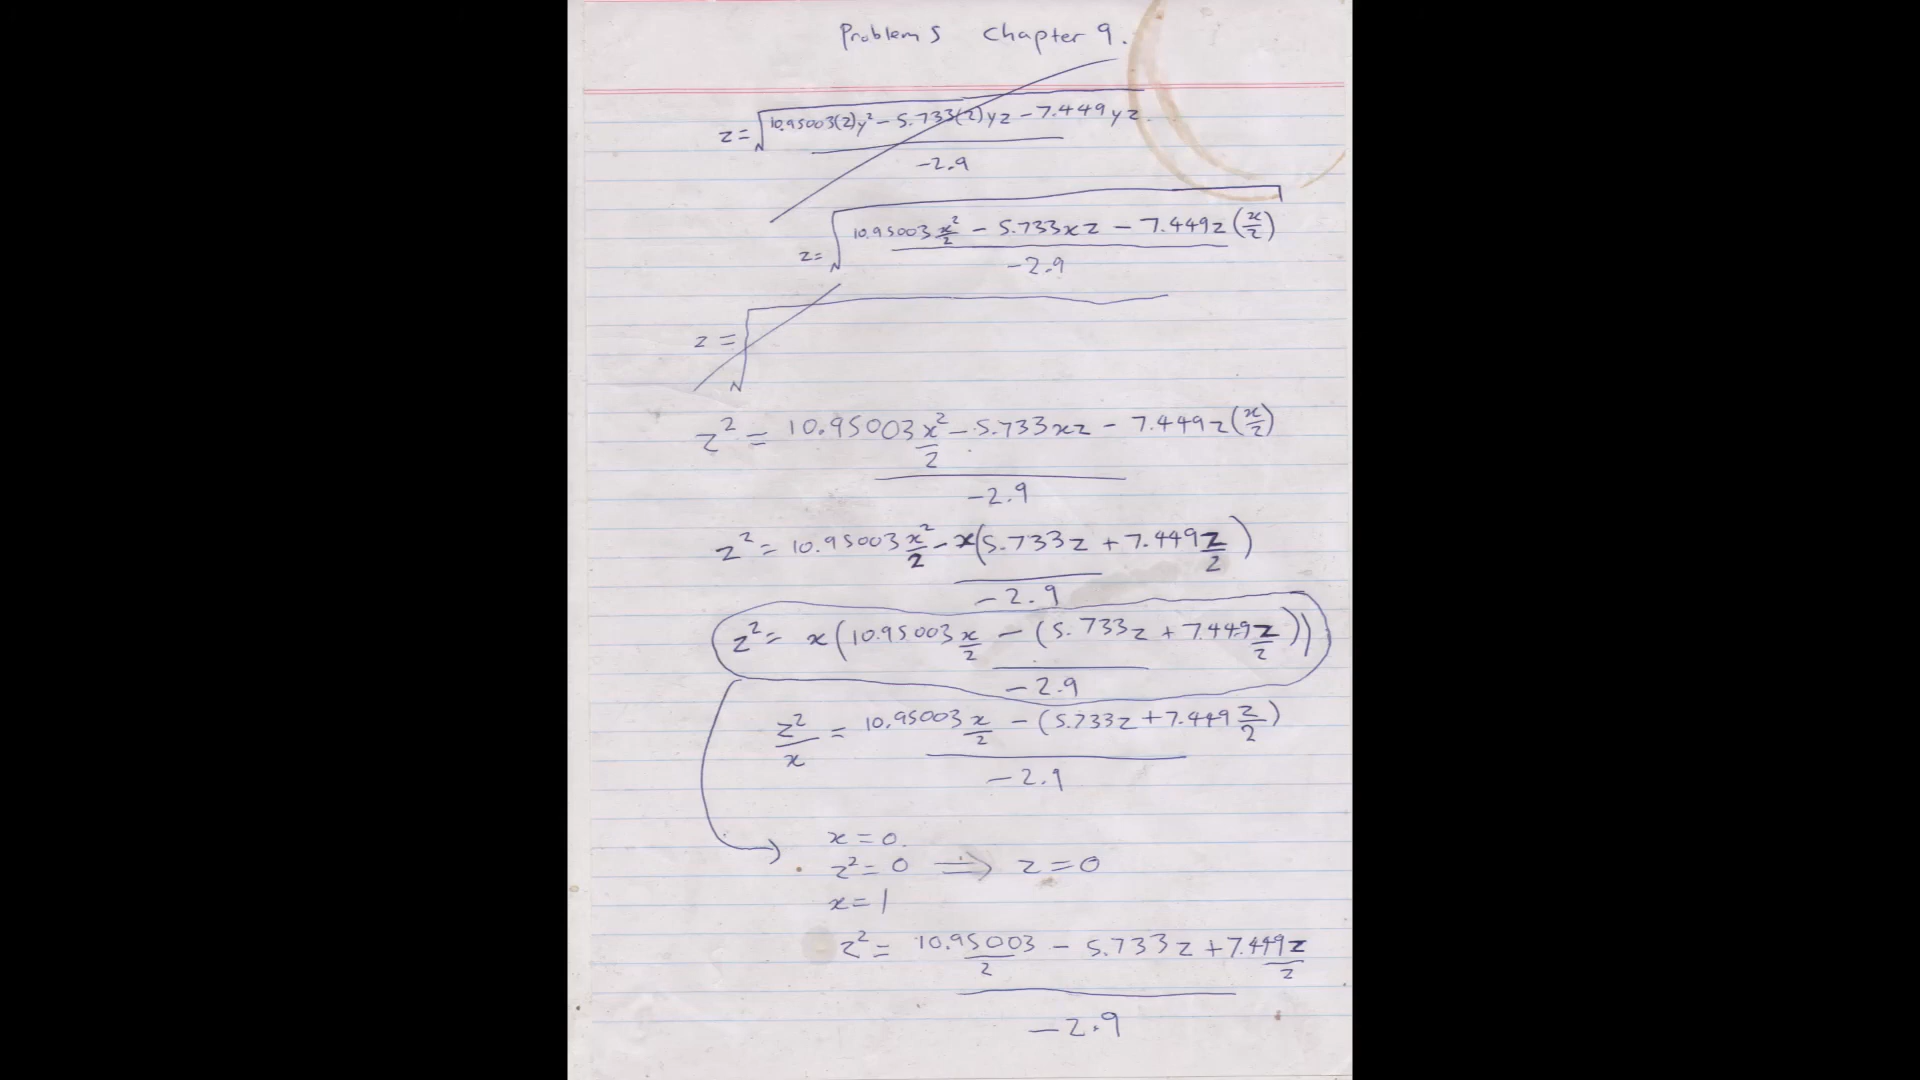 Problem 5 Chapter 9.
z = √(10.95003(2)y² − 5.733(2)yz − 7.449yz.
−2.9
z = √(10.95003 x²/2 − 5.733xz − 7.449z(x/2)
−2.9
z = √
z² = 10.95003 x²/2 − 5.733xz − 7.449z(x/2)
−2.9
z² = 10.95003 x²/2 − x(5.733z + 7.449 z/2)
−2.9
z² = x(10.95003 x/2 − (5.733z + 7.449 z/2))
−2.9
z²/x = 10.95003 x/2 − (5.733z + 7.449 z/2)
−2.9
x = 0.
z² = 0 ⟹ z = 0
x = 1
z² = 10.95003/2 − 5.733z + 7.449z/2
−2.9